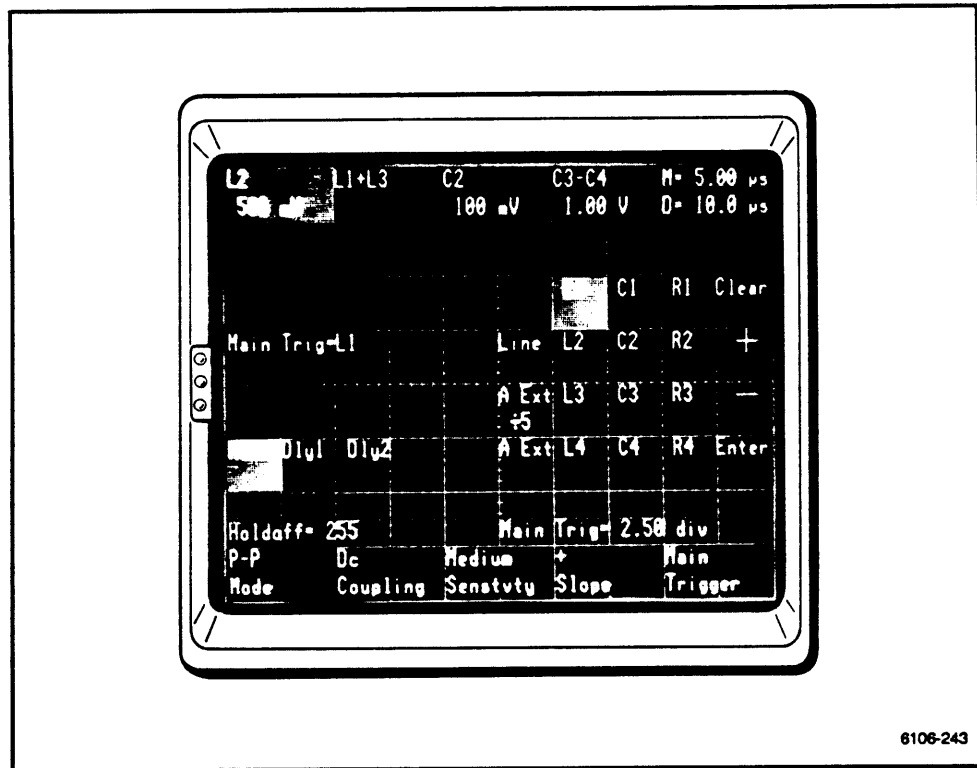 L2 L1+L3 C2 C3-C4 M= 5.00 µs
500 mV 100 mV 1.00 V D= 10.0 µs
C1 R1 Clear
Main Trig=L1 Line L2 C2 R2 +
A Ext L3 C3 R3 —
÷5
Dly1 Dly2 A Ext L4 C4 R4 Enter
Holdoff= 255 Main Trig= 2.50 div
P-P Dc Medium + Main
Mode Coupling Senstvty Slope Trigger
6106-243